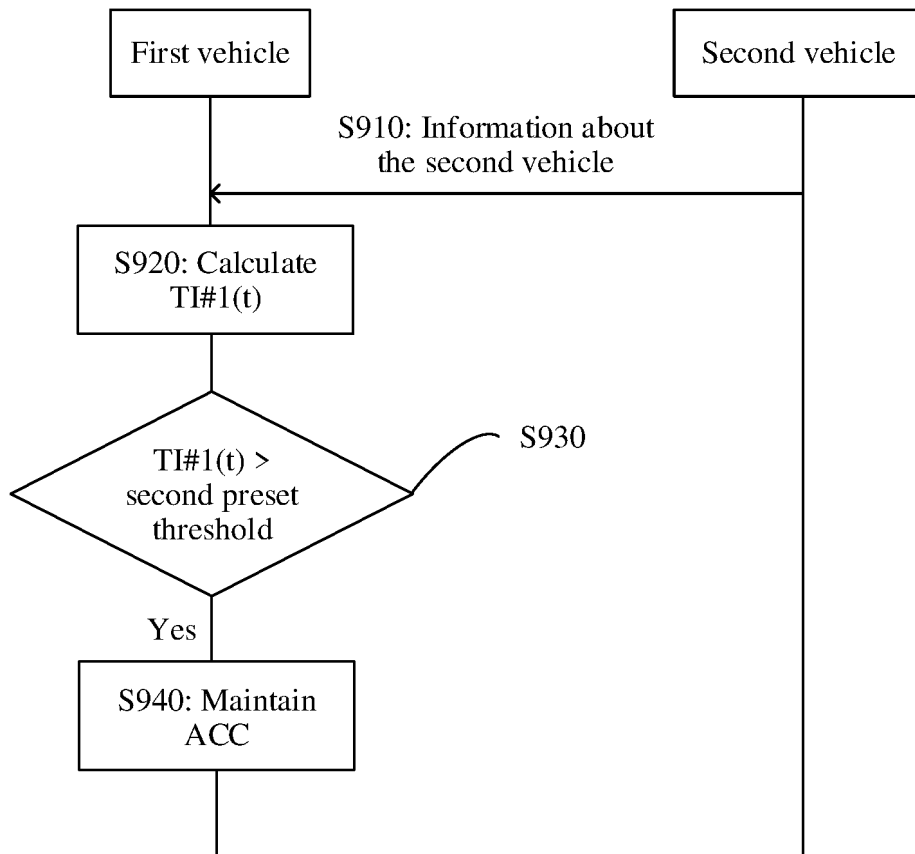 First vehicle
Second vehicle
S910: Information about
the second vehicle
S920: Calculate
TI#1(t)
TI#1(t) >
second preset
threshold
S930
Yes
S940: Maintain
ACC